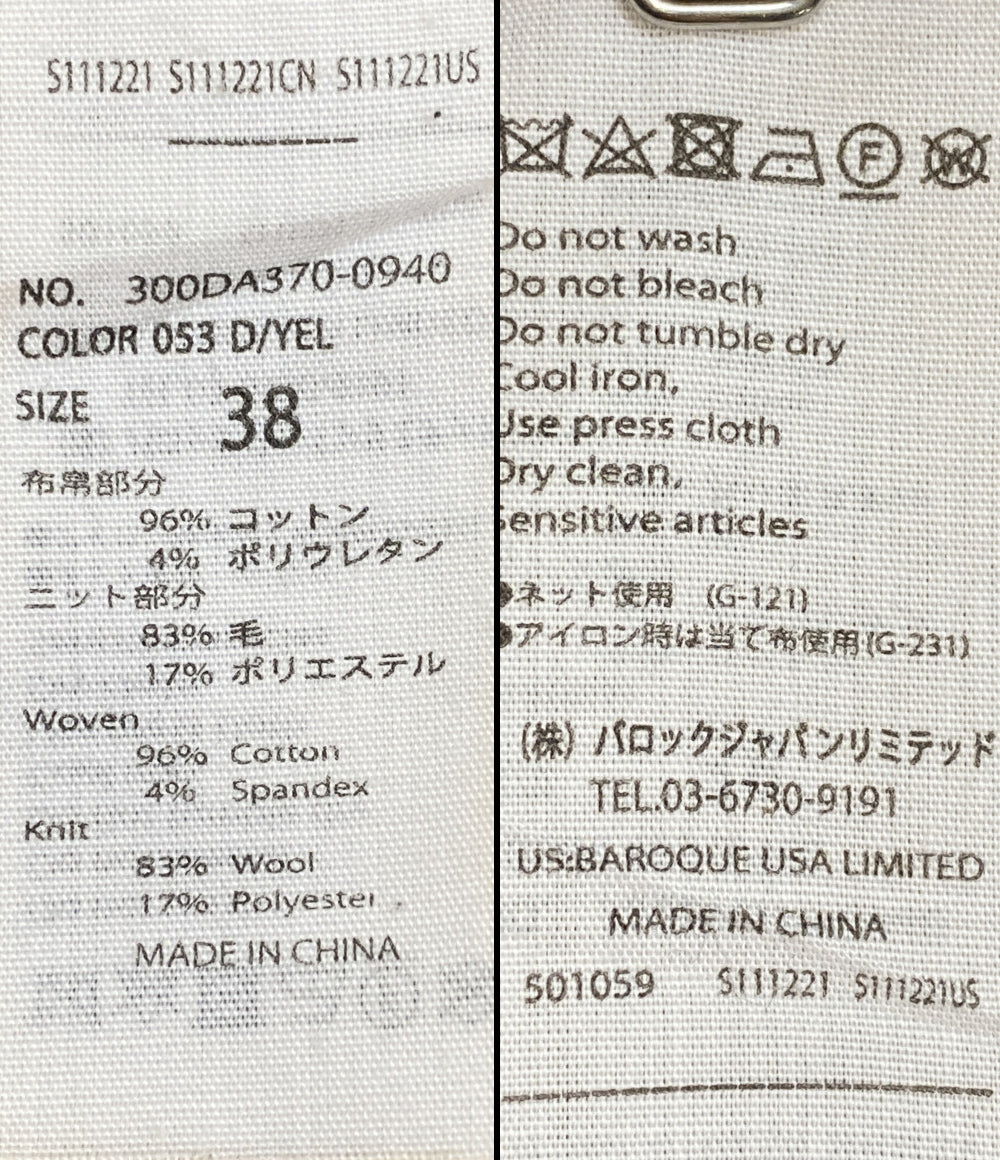 S111221 S111221CN S111221US
NO. 300DA370-0940
COLOR 053 D/YEL
SIZE 38
布帛部分
96% コットン
4% ポリウレタン
ニット部分
83% 毛
17% ポリエステル
Woven
96% Cotton
4% Spandex
Knit
83% Wool
17% Polyester
MADE IN CHINA
F
W
Do not wash
Do not bleach
Do not tumble dry
Cool iron,
Use press cloth
Dry clean,
Sensitive articles
●ネット使用 (G-121)
●アイロン時は当て布使用(G-231)
(株) バロックジャパンリミテッド
TEL.03-6730-9191
US:BAROQUE USA LIMITED
MADE IN CHINA
501059 S111221 S111221US